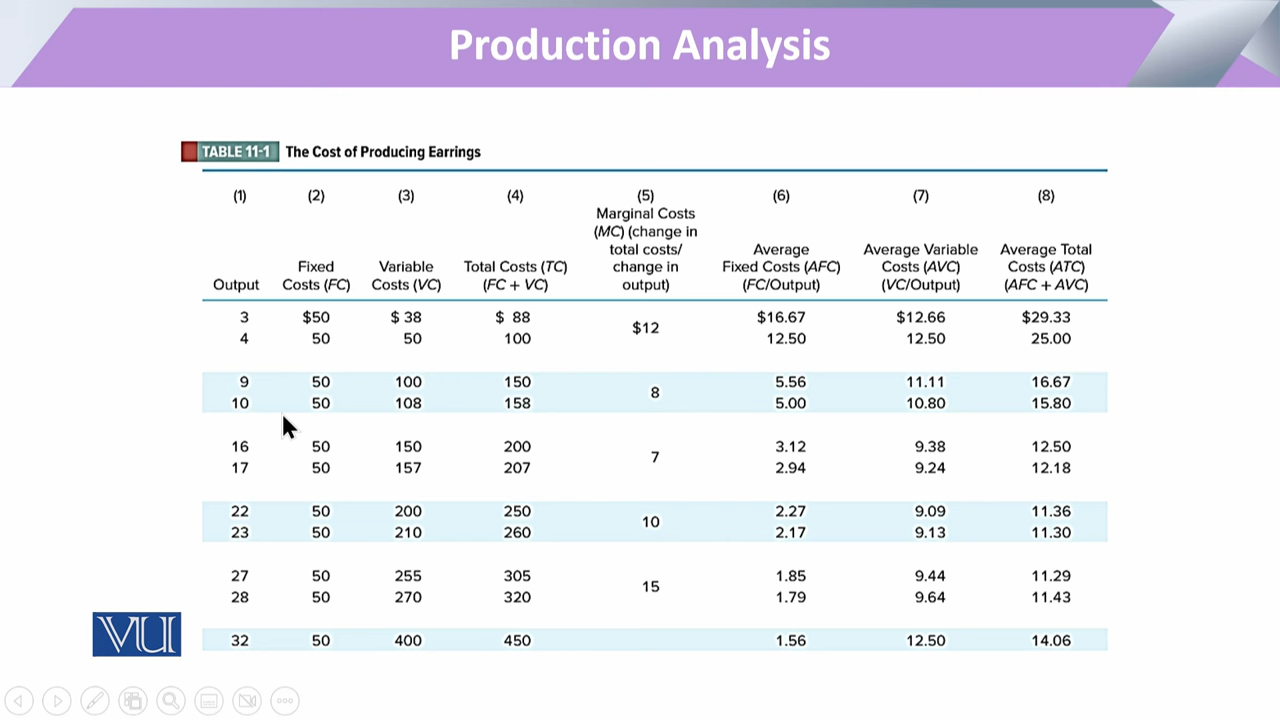 Production Analysis
TABLE 11-1 The Cost of Producing Earrings
(1) (2) (3) (4) (5) (6) (7) (8)
Marginal Costs
(MC) (change in
total costs/ Average Average Variable Average Total
Fixed Variable Total Costs (TC) change in Fixed Costs (AFC) Costs (AVC) Costs (ATC)
Output Costs (FC) Costs (VC) (FC + VC) output) (FC/Output) (VC/Output) (AFC + AVC)
3 $50 $ 38 $ 88 $16.67 $12.66 $29.33
$12
4 50 50 100 12.50 12.50 25.00
9 50 100 150 5.56 11.11 16.67
8
10 50 108 158 5.00 10.80 15.80
16 50 150 200 3.12 9.38 12.50
7
17 50 157 207 2.94 9.24 12.18
22 50 200 250 2.27 9.09 11.36
10
23 50 210 260 2.17 9.13 11.30
27 50 255 305 1.85 9.44 11.29
15
28 50 270 320 1.79 9.64 11.43
32 50 400 450 1.56 12.50 14.06
VU